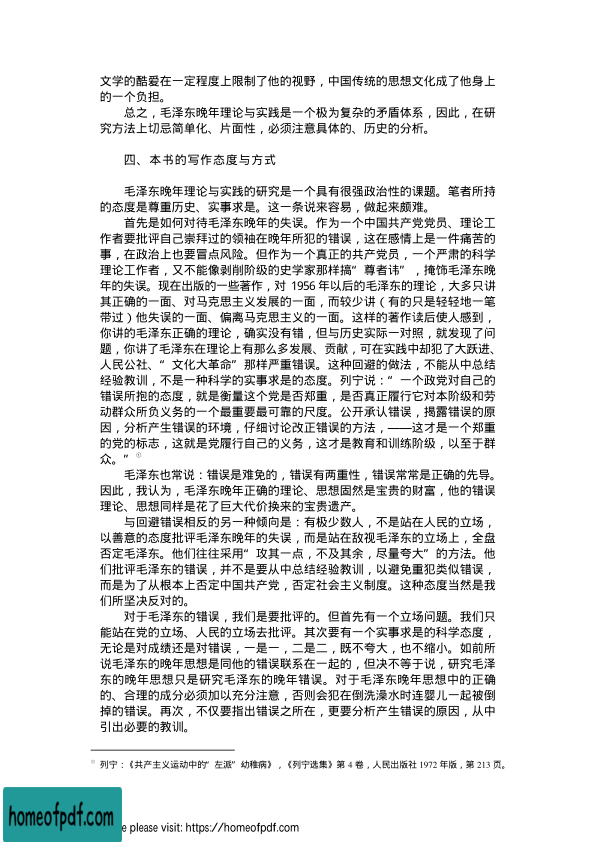 文学的酷爱在一定程度上限制了他的视野，中国传统的思想文化成了他身上
的一个负担。
总之，毛泽东晚年理论与实践是一个极为复杂的矛盾体系，因此，在研
究方法上切忌简单化、片面性，必须注意具体的、历史的分析。
四、本书的写作态度与方式
毛泽东晚年理论与实践的研究是一个具有很强政治性的课题。笔者所持
的态度是尊重历史、实事求是。这一条说来容易，做起来颇难。
首先是如何对待毛泽东晚年的失误。作为一个中国共产党党员、理论工
作者要批评自己崇拜过的领袖在晚年所犯的错误，这在感情上是一件痛苦的
事，在政治上也要冒点风险。但作为一个真正的共产党员，一个严肃的科学
理论工作者，又不能像剥削阶级的史学家那样搞“尊者讳”，掩饰毛泽东晚
年的失误。现在出版的一些著作，对 1956 年以后的毛泽东的理论，大多只讲
其正确的一面、对马克思主义发展的一面，而较少讲（有的只是轻轻地一笔
带过）他失误的一面、偏离马克思主义的一面。这样的著作读后使人感到，
你讲的毛泽东正确的理论，确实没有错，但与历史实际一对照，就发现了问
题，你讲了毛泽东在理论上有那么多发展、贡献，可在实践中却犯了大跃进、
人民公社、“文化大革命”那样严重错误。这种回避的做法，不能从中总结
经验教训，不是一种科学的实事求是的态度。列宁说：“一个政党对自己的
错误所抱的态度，就是衡量这个党是否郑重，是否真正履行它对本阶级和劳
动群众所负义务的一个最重要最可靠的尺度。公开承认错误，揭露错误的原
因，分析产生错误的环境，仔细讨论改正错误的方法，——这才是一个郑重
的党的标志，这就是党履行自己的义务，这才是教育和训练阶级，以至于群
众。”
毛泽东也常说：错误是难免的，错误有两重性，错误常常是正确的先导。
因此，我认为，毛泽东晚年正确的理论、思想固然是宝贵的财富，他的错误
理论、思想同样是花了巨大代价换来的宝贵遗产。
与回避错误相反的另一种倾向是：有极少数人，不是站在人民的立场，
以善意的态度批评毛泽东晚年的失误，而是站在敌视毛泽东的立场上，全盘
否定毛泽东。他们往往采用“攻其一点，不及其余，尽量夸大”的方法。他
们批评毛泽东的错误，并不是要从中总结经验教训，以避免重犯类似错误，
而是为了从根本上否定中国共产党，否定社会主义制度。这种态度当然是我
们所坚决反对的。
对于毛泽东的错误，我们是要批评的。但首先有一个立场问题。我们只
能站在党的立场、人民的立场去批评。其次要有一个实事求是的科学态度，
无论是对成绩还是对错误，一是一，二是二，既不夸大，也不缩小。如前所
说毛泽东的晚年思想是同他的错误联系在一起的，但决不等于说，研究毛泽
东的晚年思想只是研究毛泽东的晚年错误。对于毛泽东晚年思想中的正确
的、合理的成分必须加以充分注意，否则会犯在倒洗澡水时连婴儿一起被倒
掉的错误。再次，不仅要指出错误之所在，更要分析产生错误的原因，从中
引出必要的教训。
列宁：《共产主义运动中的“左派”幼稚病》，《列宁选集》第 4 卷，人民出版社 1972 年版，第 213 页。
homeofpdf.com
e please visit: https://homeofpdf.com